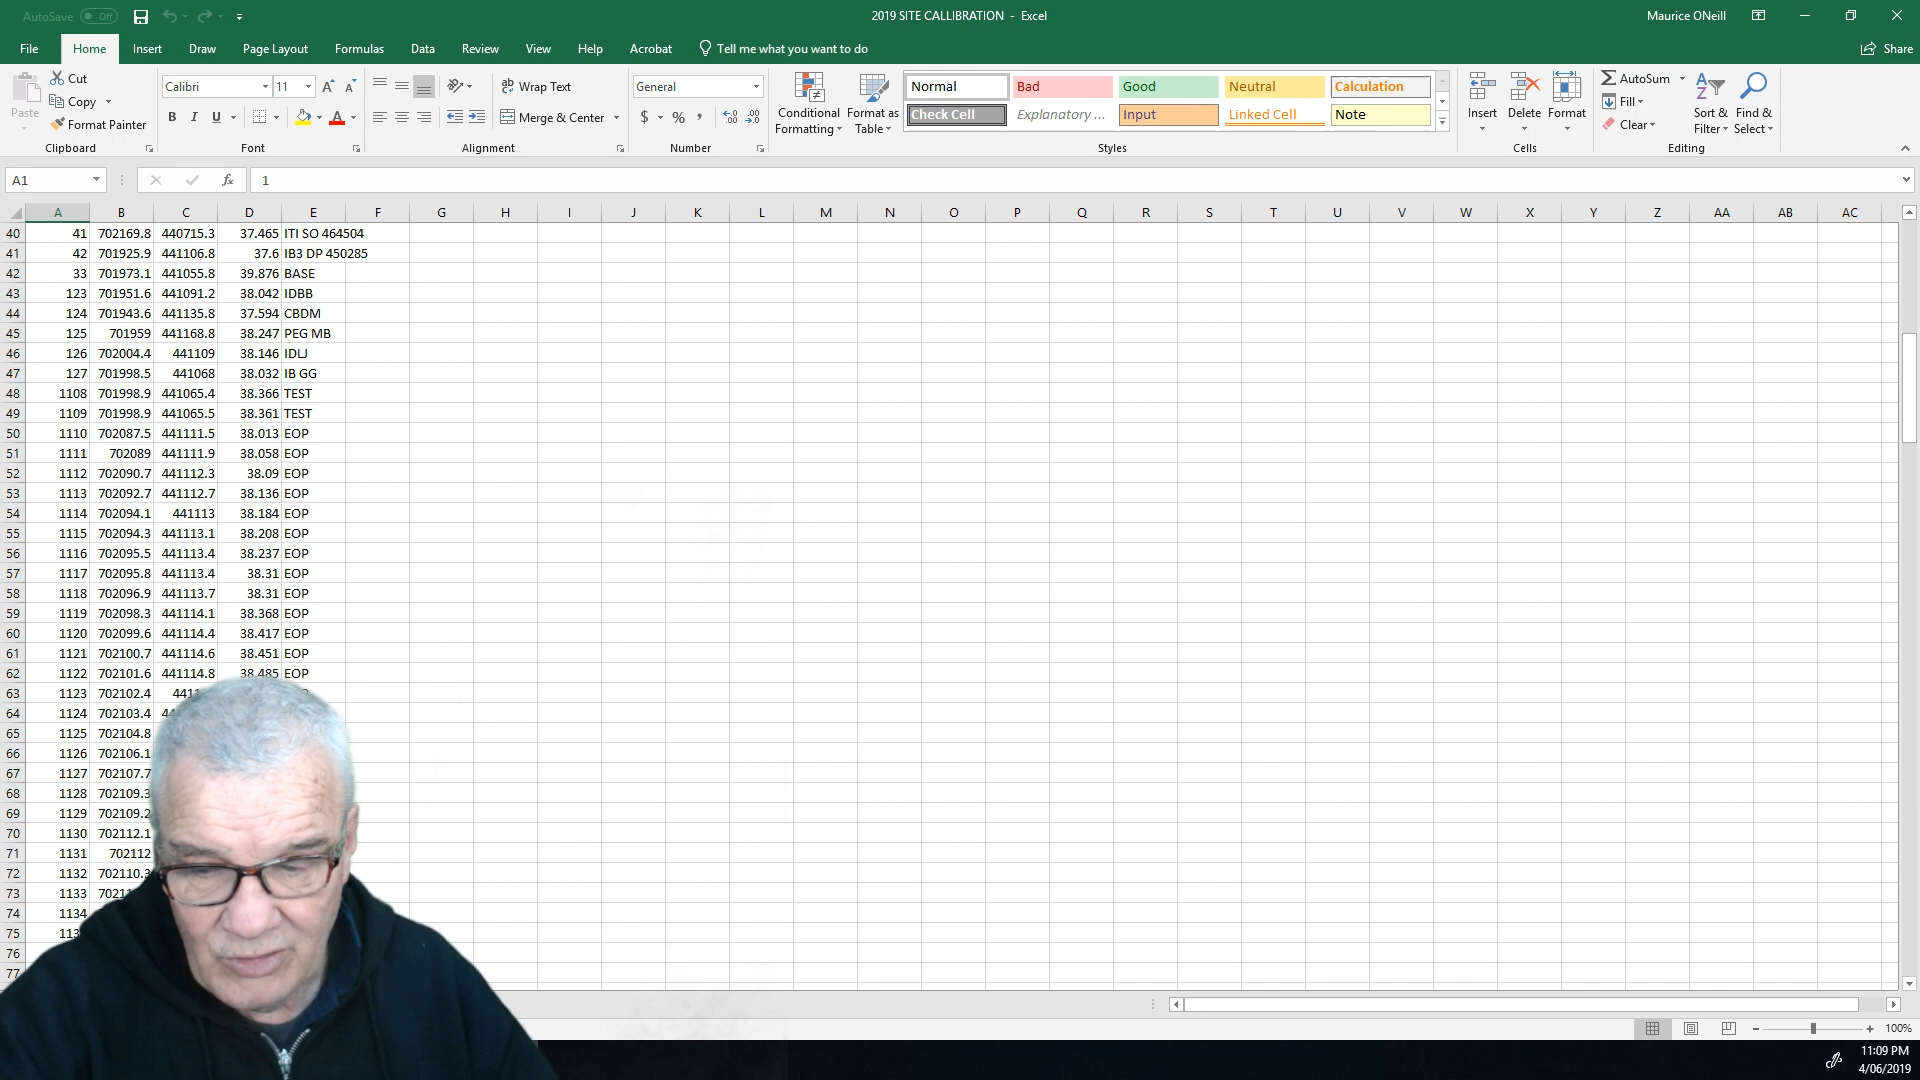 AutoSave Off 2019 SITE CALLIBRATION - Excel Maurice ONeill
File Home Insert Draw Page Layout Formulas Data Review View Help Acrobat Tell me what you want to do Share
Paste Cut Copy Format Painter
Calibri 11 Wrap Text General Conditional Formatting Format as Table Normal Bad Good Neutral Calculation Insert Delete Format AutoSum Fill Clear Sort & Filter Find & Select
B I U Merge & Center $ % Check Cell Explanatory ... Input Linked Cell Note
Clipboard Font Alignment Number Styles Cells Editing
A1 fx 1
A B C D E F G H I J K L M N O P Q R S T U V W X Y Z AA AB AC
40 41 702169.8 440715.3 37.465 ITI SO 464504
41 42 701925.9 441106.8 37.6 IB3 DP 450285
42 33 701973.1 441055.8 39.876 BASE
43 123 701951.6 441091.2 38.042 IDBB
44 124 701943.6 441135.8 37.594 CBDM
45 125 701959 441168.8 38.247 PEG MB
46 126 702004.4 441109 38.146 IDLJ
47 127 701998.5 441068 38.032 IB GG
48 1108 701998.9 441065.4 38.366 TEST
49 1109 701998.9 441065.5 38.361 TEST
50 1110 702087.5 441111.5 38.013 EOP
51 1111 702089 441111.9 38.058 EOP
52 1112 702090.7 441112.3 38.09 EOP
53 1113 702092.7 441112.7 38.136 EOP
54 1114 702094.1 441113 38.184 EOP
55 1115 702094.3 441113.1 38.208 EOP
56 1116 702095.5 441113.4 38.237 EOP
57 1117 702095.8 441113.4 38.31 EOP
58 1118 702096.9 441113.7 38.31 EOP
59 1119 702098.3 441114.1 38.368 EOP
60 1120 702099.6 441114.4 38.417 EOP
61 1121 702100.7 441114.6 38.451 EOP
62 1122 702101.6 441114.8 38.485 EOP
63 1123 702102.4
64 1124 702103.4
65 1125 702104.8
66 1126 702106.1
67 1127 702107.7
68 1128 702109.3
69 1129 702109.2
70 1130 702112.1
71 1131 702112
72 1132 702110.3
73 1133
74 1134
75
76
77
100%
11:09 PM
4/06/2019